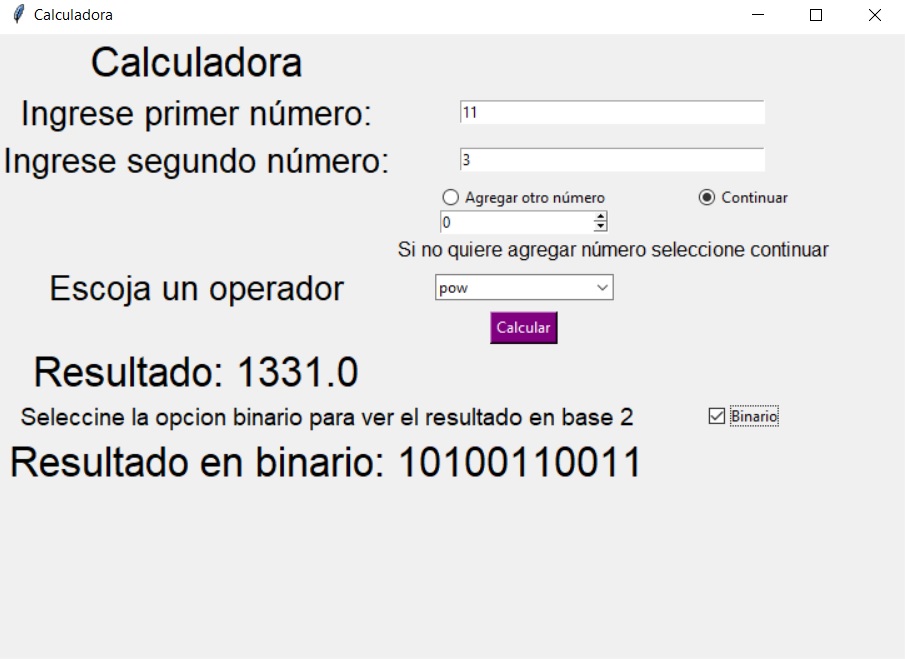 Calculadora
Calculadora
Ingrese primer número: 11
Ingrese segundo número: 3
Agregar otro número Continuar
0
Si no quiere agregar número seleccione continuar
Escoja un operador pow
Calcular
Resultado: 1331.0
Seleccine la opcion binario para ver el resultado en base 2 Binario
Resultado en binario: 10100110011